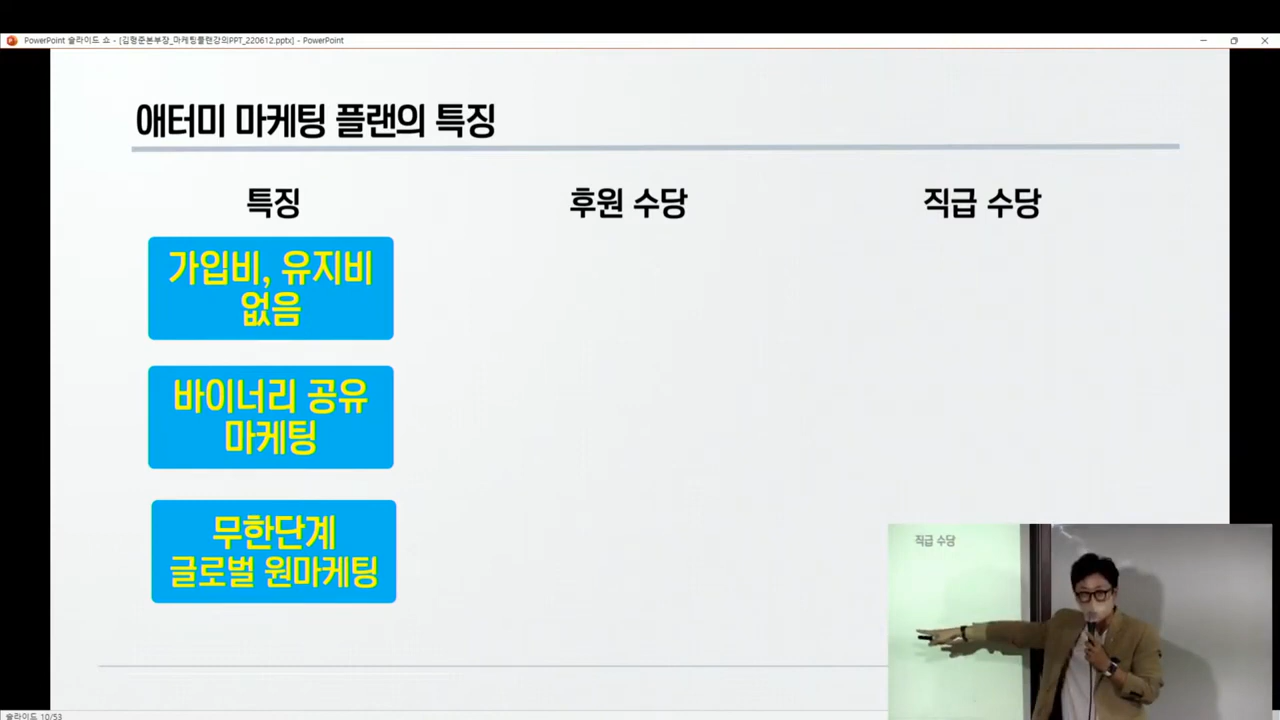 PowerPoint 슬라이드 쇼 - [김형준본부장_마케팅플랜강의PPT_220612.pptx] - PowerPoint
애터미 마케팅 플랜의 특징
특징 후원 수당 직급 수당
가입비, 유지비
없음
바이너리 공유
마케팅
무한단계
글로벌 원마케팅
직급 수당
슬라이드 10/53